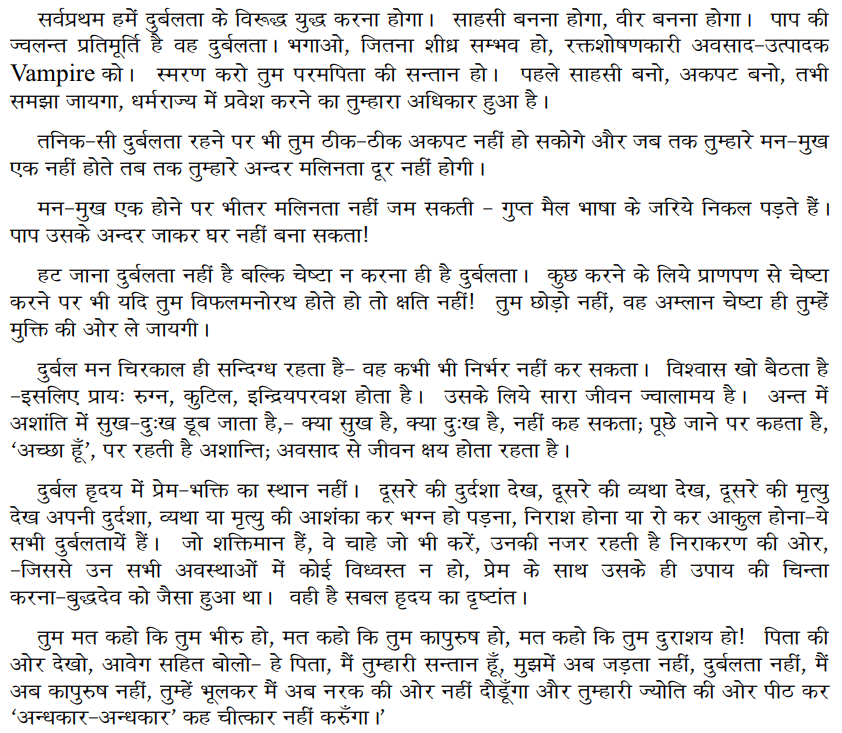 सर्वप्रथम हमें दुर्बलता के विरूद्ध युद्ध करना होगा। साहसी बनना होगा, वीर बनना होगा। पाप की
ज्वलन्त प्रतिमूर्ति है वह दुर्बलता। भगाओ, जितना शीघ्र सम्भव हो, रक्तशोषणकारी अवसाद-उत्पादक
Vampire को। स्मरण करो तुम परमपिता की सन्तान हो। पहले साहसी बनो, अकपट बनो, तभी
समझा जायगा, धर्मराज्य में प्रवेश करने का तुम्हारा अधिकार हुआ है।
तनिक-सी दुर्बलता रहने पर भी तुम ठीक-ठीक अकपट नहीं हो सकोगे और जब तक तुम्हारे मन-मुख
एक नहीं होते तब तक तुम्हारे अन्दर मलिनता दूर नहीं होगी।
मन-मुख एक होने पर भीतर मलिनता नहीं जम सकती - गुप्त मैल भाषा के जरिये निकल पड़ते हैं।
पाप उसके अन्दर जाकर घर नहीं बना सकता!
हट जाना दुर्बलता नहीं है बल्कि चेष्टा न करना ही है दुर्बलता। कुछ करने के लिये प्राणपण से चेष्टा
करने पर भी यदि तुम विफलमनोरथ होते हो तो क्षति नहीं! तुम छोड़ो नहीं, वह अम्लान चेष्टा ही तुम्हें
मुक्ति की ओर ले जायगी।
दुर्बल मन चिरकाल ही सन्दिग्ध रहता है- वह कभी भी निर्भर नहीं कर सकता। विश्वास खो बैठता है
-इसलिए प्रायः रुग्न, कुटिल, इन्द्रियपरवश होता है। उसके लिये सारा जीवन ज्वालामय है। अन्त में
अशांति में सुख-दुःख डूब जाता है,- क्या सुख है, क्या दुःख है, नहीं कह सकता; पूछे जाने पर कहता है,
‘अच्छा हूँ’, पर रहती है अशान्ति; अवसाद से जीवन क्षय होता रहता है।
दुर्बल हृदय में प्रेम-भक्ति का स्थान नहीं। दूसरे की दुर्दशा देख, दूसरे की व्यथा देख, दूसरे की मृत्यु
देख अपनी दुर्दशा, व्यथा या मृत्यु की आशंका कर भग्न हो पड़ना, निराश होना या रो कर आकुल होना-ये
सभी दुर्बलतायें हैं। जो शक्तिमान हैं, वे चाहे जो भी करें, उनकी नजर रहती है निराकरण की ओर,
-जिससे उन सभी अवस्थाओं में कोई विध्वस्त न हो, प्रेम के साथ उसके ही उपाय की चिन्ता
करना-बुद्धदेव को जैसा हुआ था। वही है सबल हृदय का दृष्टांत।
तुम मत कहो कि तुम भीरु हो, मत कहो कि तुम कापुरुष हो, मत कहो कि तुम दुराशय हो! पिता की
ओर देखो, आवेग सहित बोलो- हे पिता, मैं तुम्हारी सन्तान हूँ, मुझमें अब जड़ता नहीं, दुर्बलता नहीं, मैं
अब कापुरुष नहीं, तुम्हें भूलकर मैं अब नरक की ओर नहीं दौड़ूँगा और तुम्हारी ज्योति की ओर पीठ कर
‘अन्धकार-अन्धकार’ कह चीत्कार नहीं करुँगा।’